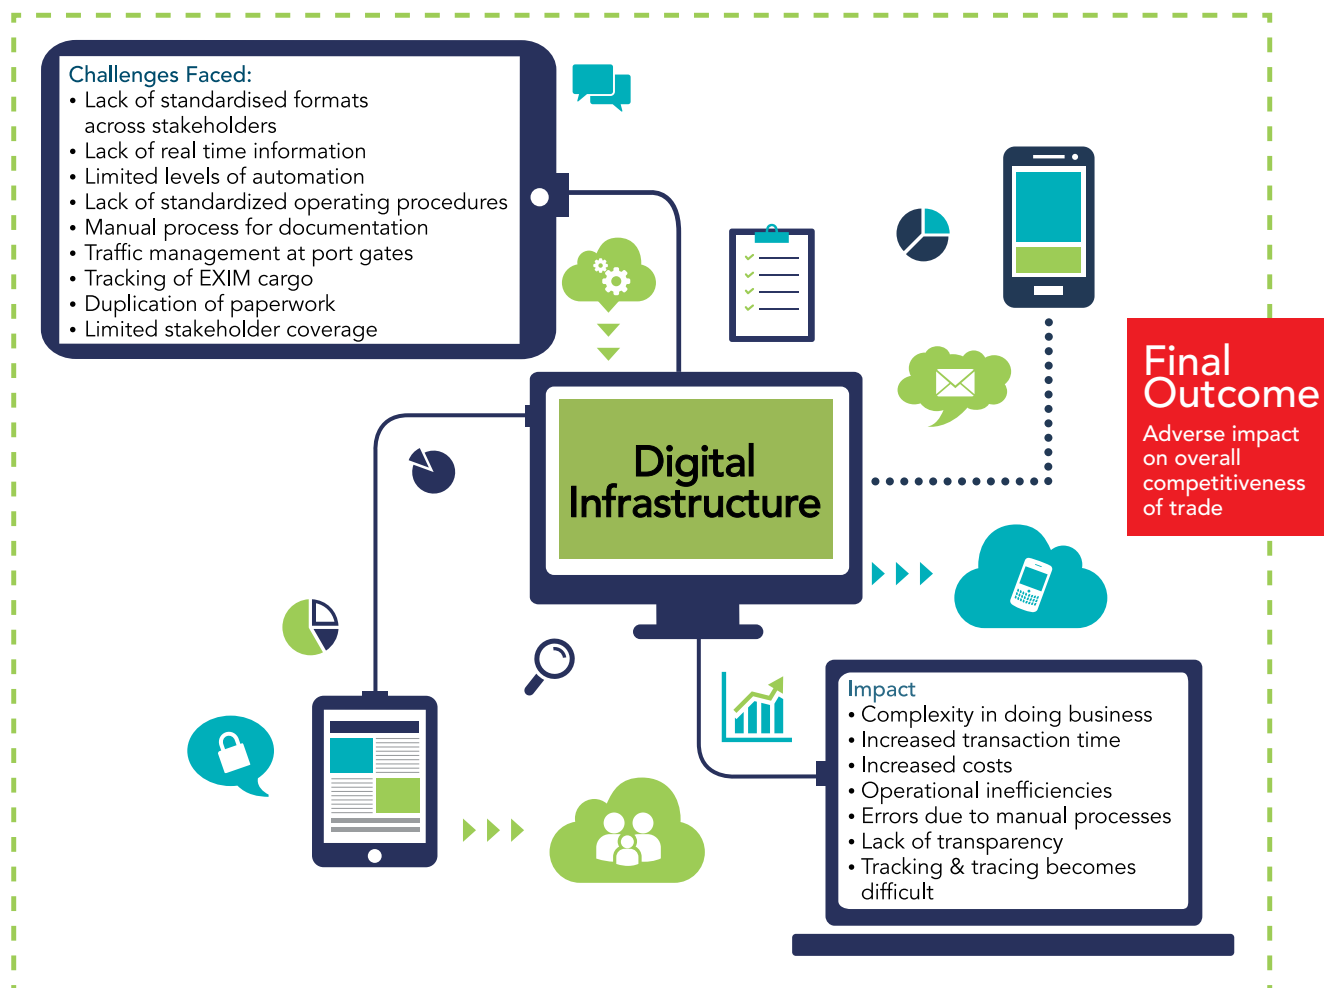 Challenges Faced:
• Lack of standardised formats
across stakeholders
• Lack of real time information
• Limited levels of automation
• Lack of standardized operating procedures
• Manual process for documentation
• Traffic management at port gates
• Tracking of EXIM cargo
• Duplication of paperwork
• Limited stakeholder coverage
Digital
Infrastructure
Final
Outcome
Adverse impact
on overall
competitiveness
of trade
Impact
• Complexity in doing business
• Increased transaction time
• Increased costs
• Operational inefficiencies
• Errors due to manual processes
• Lack of transparency
• Tracking & tracing becomes
difficult